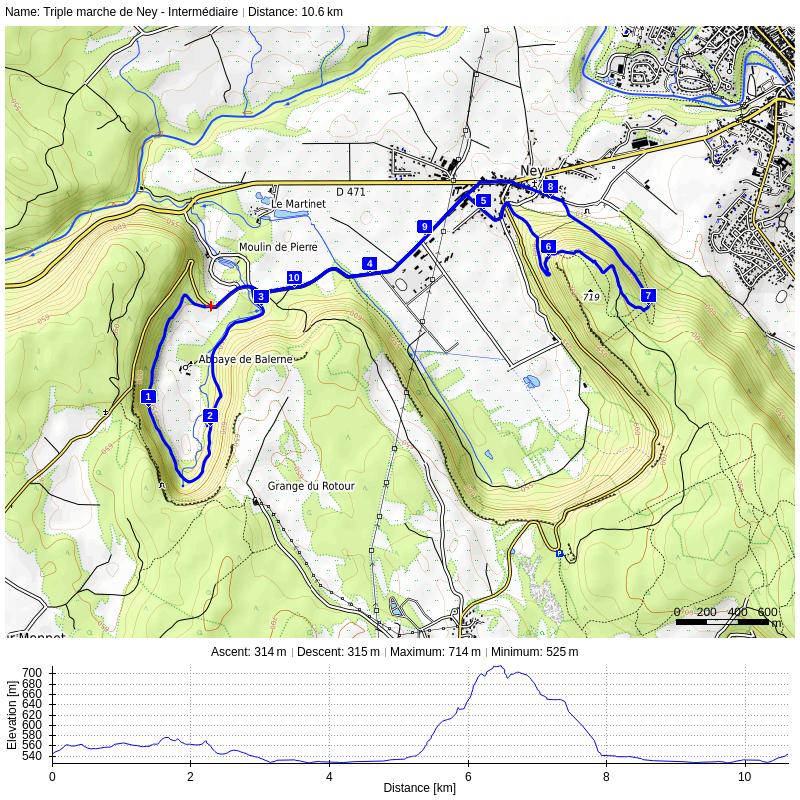 Name: Triple marche de Ney - Intermédiaire | Distance: 10.6 km
Ney
8
D 471
Le Martinet
5
9
Moulin de Pierre
6
4
10
3
7
719
Abbaye de Balerne
1
2
Grange du Rotour
P
0 200 400 600
m
Ascent: 314 m | Descent: 315 m | Maximum: 714 m | Minimum: 525 m
Elevation [m]
700
680
660
640
620
600
580
560
540
0 2 4 6 8 10
Distance [km]